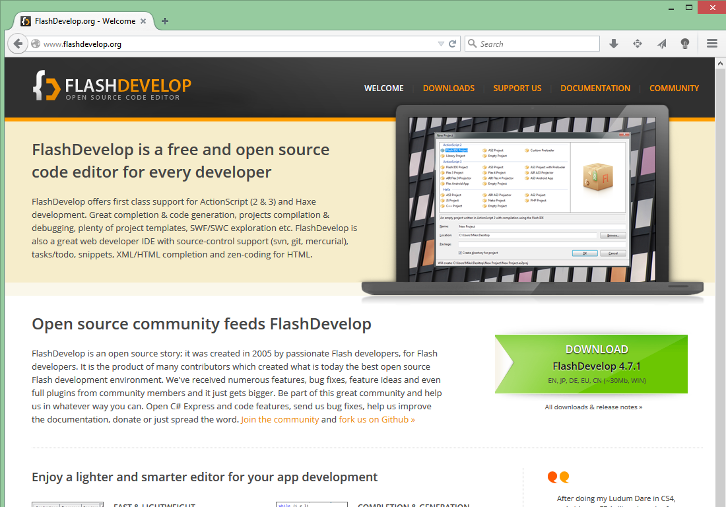 FlashDevelop.org - Welcome
www.flashdevelop.org
Search
FLASHDEVELOP
OPEN SOURCE CODE EDITOR
WELCOME DOWNLOADS SUPPORT US DOCUMENTATION COMMUNITY
FlashDevelop is a free and open source
code editor for every developer
FlashDevelop offers first class support for ActionScript (2 & 3) and Haxe
development. Great completion & code generation, projects compilation &
debugging, plenty of project templates, SWF/SWC exploration etc. FlashDevelop is
also a great web developer IDE with source-control support (svn, git, mercurial),
tasks/todo, snippets, XML/HTML completion and zen-coding for HTML.
New Project
Open source community feeds FlashDevelop
FlashDevelop is an open source story: it was created in 2005 by passionate Flash developers, for Flash
developers. It is the product of many contributors which created what is today the best open source
Flash development environment. We've received numerous features, bug fixes, feature ideas and even
full plugins from community members and it just gets bigger. Be part of this great community and help
us in whatever way you can. Open C# Express and code features, send us bug fixes, help us improve
the documentation, donate or just spread the word. Join the community and fork us on Github »
DOWNLOAD
FlashDevelop 4.7.1
EN, JP, DE, EU, CN (~30Mb, WIN)
All downloads & release notes »
Enjoy a lighter and smarter editor for your app development
FAST & LIGHTWEIGHT
COMPLETION & GENERATION
After doing my Ludum Dare in CS4,